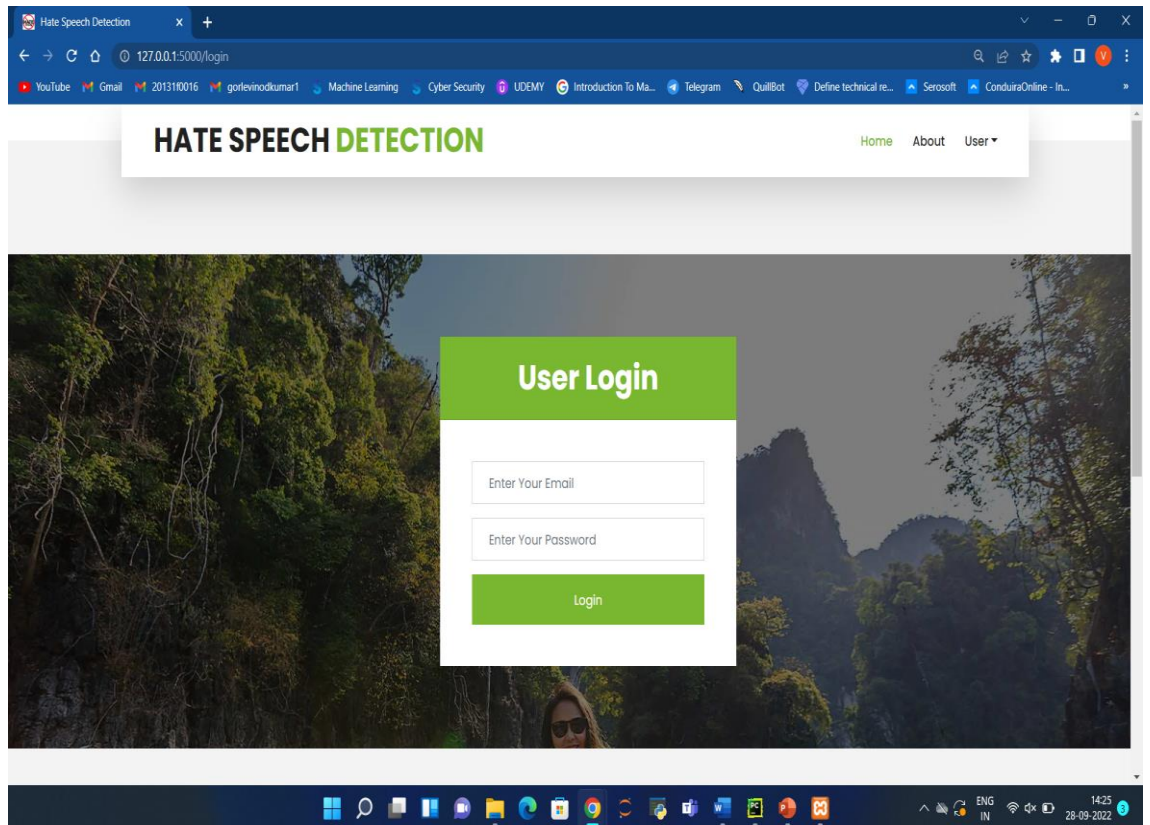 Hate Speech Detection
127.0.0.1:5000/login
YouTube Gmail 20131f0016 gorlevinodkumar1 Machine Learning Cyber Security UDEMY Introduction To Ma... Telegram QuillBot Define technical re... Serosoft ConduiraOnline - In... »
HATE SPEECH DETECTION Home About User
User Login
Enter Your Email
Enter Your Password
Login
ENG 14:25
IN 28-09-2022 3